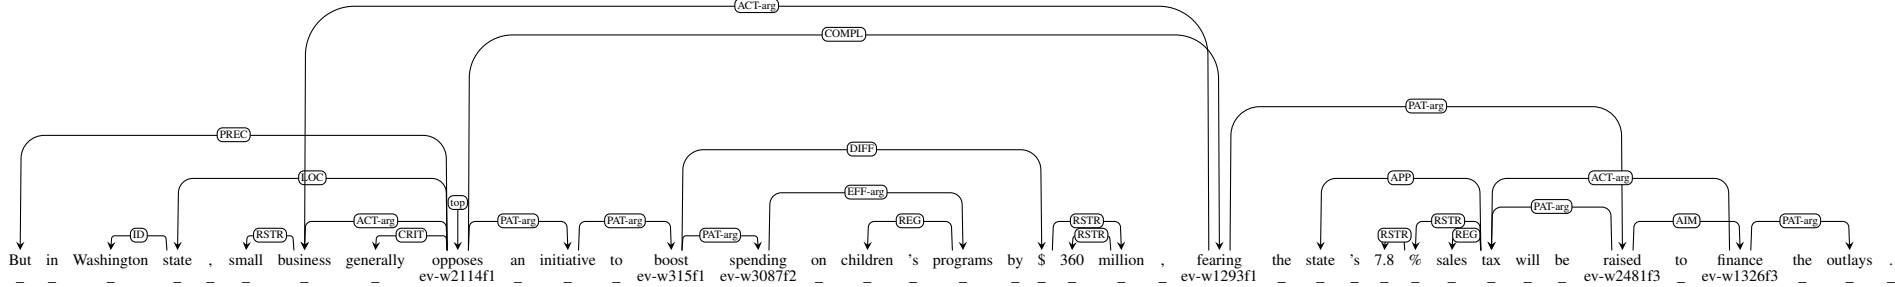 ACT-arg
COMPL
PAT-arg
PREC
DIFF
LOC APP ACT-arg
EFF-arg
top
PAT-arg
ACT-arg PAT-arg PAT-arg REG RSTR RSTR AIM PAT-arg
ID RSTR CRIT PAT-arg RSTR RSTR REG
But in Washington state , small business generally opposes an initiative to boost spending on children 's programs by $ 360 million , fearing the state 's 7.8 % sales tax will be raised to finance the outlays .
_ _ _ _ _ _ _ _ ev-w2114f1 _ _ _ ev-w315f1 ev-w3087f2 _ _ _ _ _ _ _ _ _ ev-w1293f1 _ _ _ _ _ _ _ _ _ ev-w2481f3 _ ev-w1326f3 _ _ _